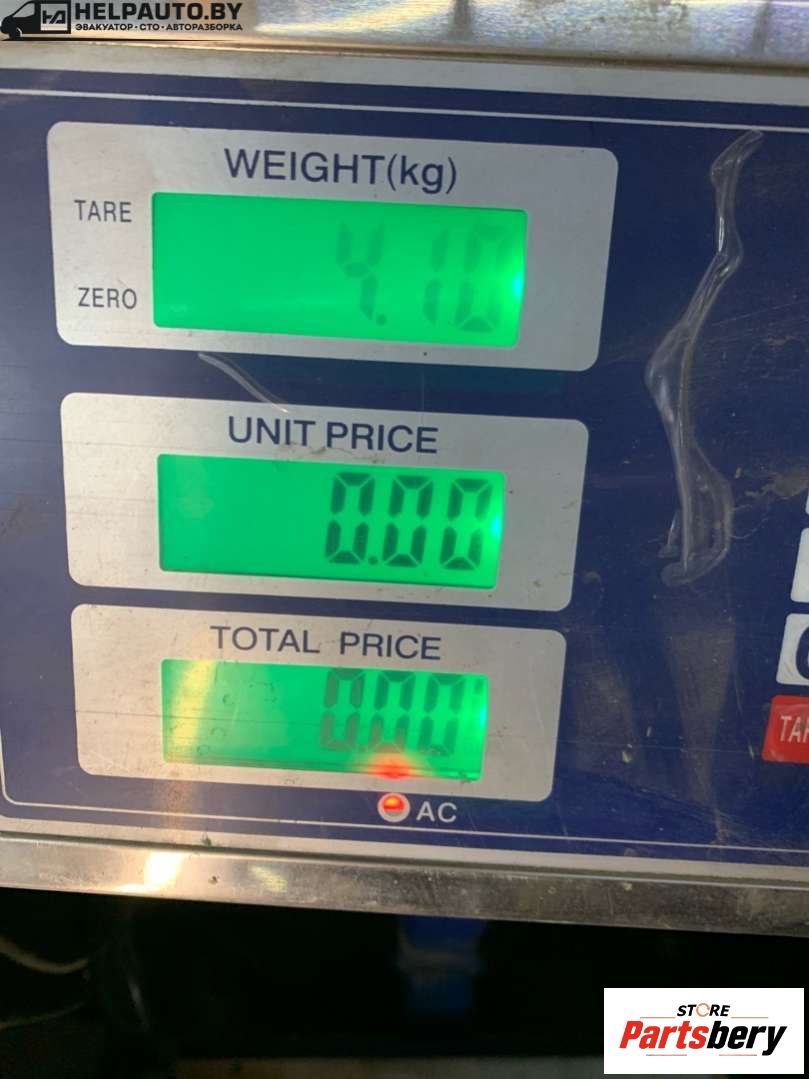 HELPAUTO.BY
ЭВАКУАТОР · СТО · АВТОРАЗБОРКА
WEIGHT(kg)
TARE
4.10
ZERO
UNIT PRICE
0.00
TOTAL PRICE
0.00
AC
STORE
Partsbery